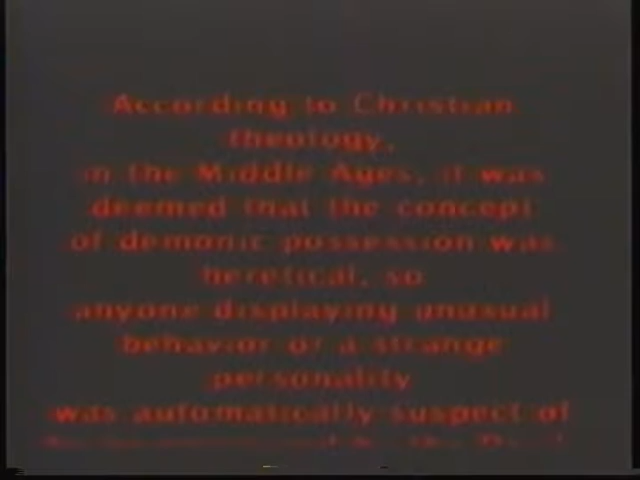 According to Christian
theology,
in the Middle Ages, it was
deemed that the concept
of demonic possession was
heretical, so
anyone displaying unusual
behavior or a strange
personality
was automatically suspect of